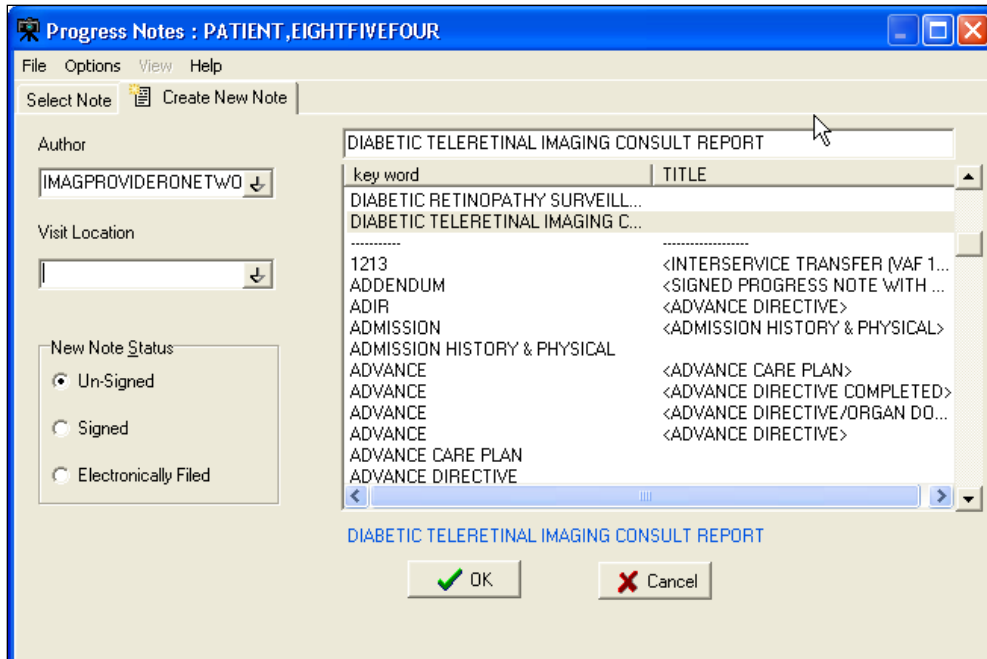 Progress Notes : PATIENT,EIGHTFIVEFOUR
File Options View Help
Select Note Create New Note
Author
IMAGPROVIDERONETWO
Visit Location
New Note Status
Un-Signed
Signed
Electronically Filed
DIABETIC TELERETINAL IMAGING CONSULT REPORT
key word TITLE
DIABETIC RETINOPATHY SURVEILL...
DIABETIC TELERETINAL IMAGING C...
----------- -------------------
1213 <INTERSERVICE TRANSFER (VAF 1...
ADDENDUM <SIGNED PROGRESS NOTE WITH ...
ADIR <ADVANCE DIRECTIVE>
ADMISSION <ADMISSION HISTORY & PHYSICAL>
ADMISSION HISTORY & PHYSICAL
ADVANCE <ADVANCE CARE PLAN>
ADVANCE <ADVANCE DIRECTIVE COMPLETED>
ADVANCE <ADVANCE DIRECTIVE/ORGAN DO...
ADVANCE <ADVANCE DIRECTIVE>
ADVANCE CARE PLAN
ADVANCE DIRECTIVE
DIABETIC TELERETINAL IMAGING CONSULT REPORT
OK Cancel